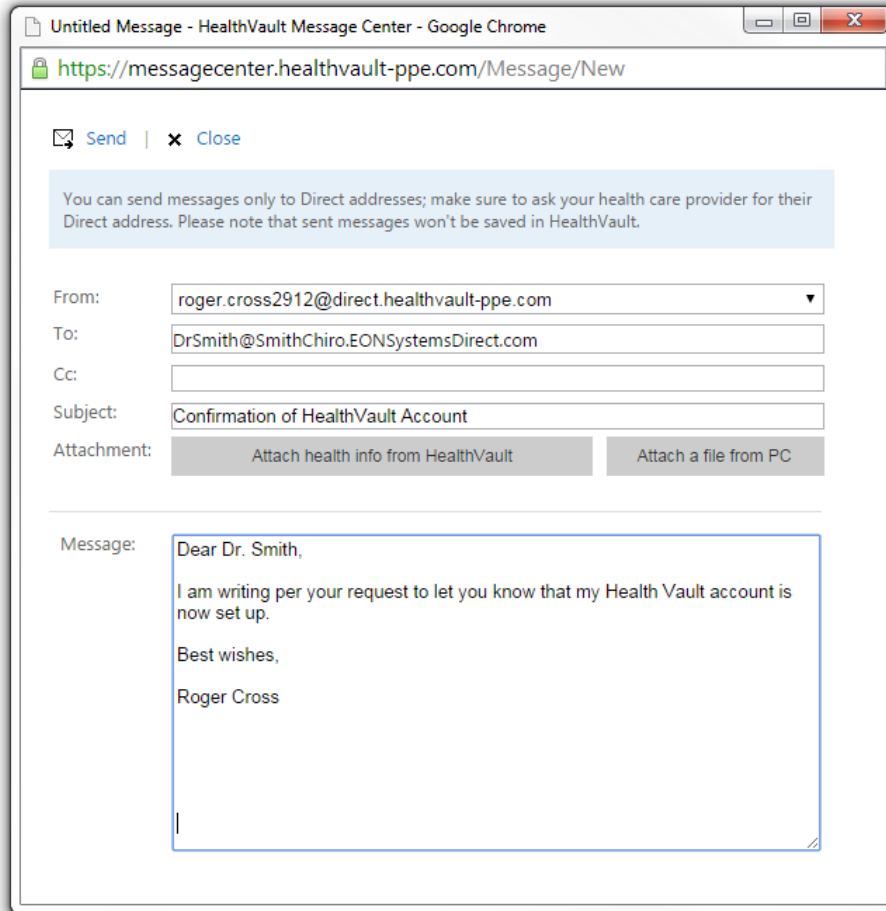 Untitled Message - HealthVault Message Center - Google Chrome
https://messagecenter.healthvault-ppe.com/Message/New
Send | × Close
You can send messages only to Direct addresses; make sure to ask your health care provider for their
Direct address. Please note that sent messages won't be saved in HealthVault.
From: roger.cross2912@direct.healthvault-ppe.com
To: DrSmith@SmithChiro.EONSystemsDirect.com
Cc:
Subject: Confirmation of HealthVault Account
Attachment: Attach health info from HealthVault Attach a file from PC
Message: Dear Dr. Smith,
I am writing per your request to let you know that my Health Vault account is
now set up.
Best wishes,
Roger Cross